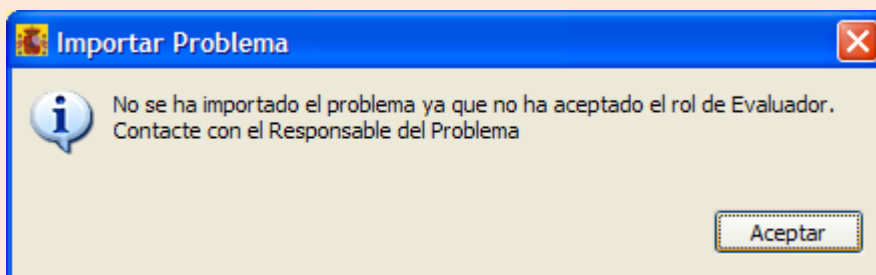 Importar Problema
No se ha importado el problema ya que no ha aceptado el rol de Evaluador.
Contacte con el Responsable del Problema
Aceptar